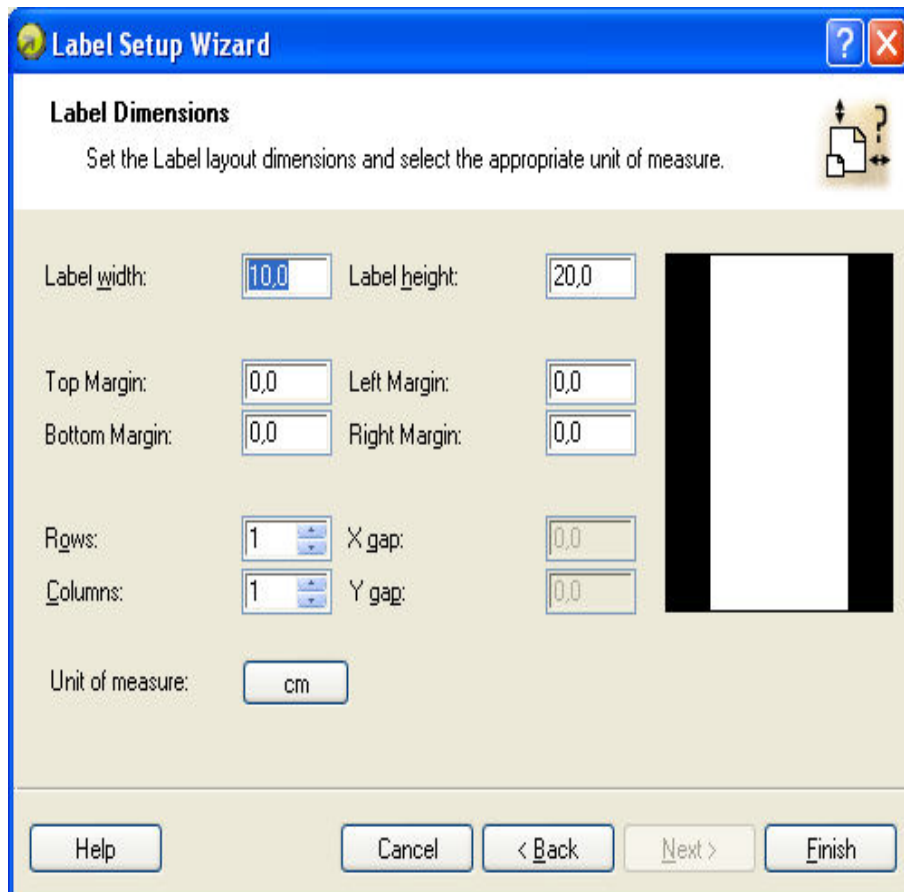 Label Setup Wizard
?
Label Dimensions
Set the Label layout dimensions and select the appropriate unit of measure.
?
Label width: 10,0 Label height: 20,0
Top Margin: 0,0 Left Margin: 0,0
Bottom Margin: 0,0 Right Margin: 0,0
Rows: 1 X gap: 0,0
Columns: 1 Y gap: 0,0
Unit of measure: cm
Help Cancel < Back Next > Finish